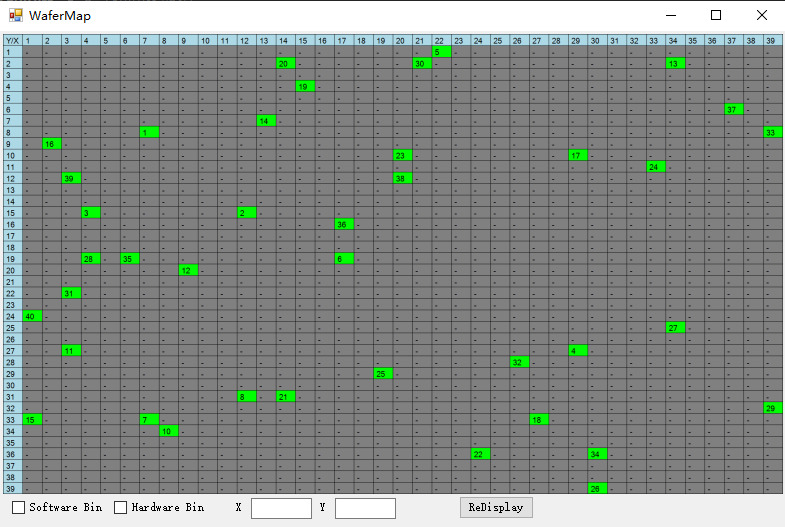 WaferMap
Y/X 1 2 3 4 5 6 7 8 9 10 11 12 13 14 15 16 17 18 19 20 21 22 23 24 25 26 27 28 29 30 31 32 33 34 35 36 37 38 39
1 - - - - - - - - - - - - - - - - - - - - - 5 - - - - - - - - - - - - - - - - -
2 - - - - - - - - - - - - - 20 - - - - - - 30 - - - - - - - - - - - - 13 - - - - -
3 - - - - - - - - - - - - - - - - - - - - - - - - - - - - - - - - - - - - - - -
4 - - - - - - - - - - - - - - 19 - - - - - - - - - - - - - - - - - - - - - - - -
5 - - - - - - - - - - - - - - - - - - - - - - - - - - - - - - - - - - - - - - -
6 - - - - - - - - - - - - - - - - - - - - - - - - - - - - - - - - - - - - 37 - -
7 - - - - - - - - - - - - 14 - - - - - - - - - - - - - - - - - - - - - - - - - -
8 - - - - - - 1 - - - - - - - - - - - - - - - - - - - - - - - - - - - - - - - 33
9 - 16 - - - - - - - - - - - - - - - - - - - - - - - - - - - - - - - - - - - - -
10 - - - - - - - - - - - - - - - - - - - 23 - - - - - - - - 17 - - - - - - - - - -
11 - - - - - - - - - - - - - - - - - - - - - - - - - - - - - - - - 24 - - - - - -
12 - - 39 - - - - - - - - - - - - - - - - 38 - - - - - - - - - - - - - - - - - - -
13 - - - - - - - - - - - - - - - - - - - - - - - - - - - - - - - - - - - - - - -
14 - - - - - - - - - - - - - - - - - - - - - - - - - - - - - - - - - - - - - - -
15 - - - 3 - - - - - - - 2 - - - - - - - - - - - - - - - - - - - - - - - - - - -
16 - - - - - - - - - - - - - - - - 36 - - - - - - - - - - - - - - - - - - - - - -
17 - - - - - - - - - - - - - - - - - - - - - - - - - - - - - - - - - - - - - - -
18 - - - - - - - - - - - - - - - - - - - - - - - - - - - - - - - - - - - - - - -
19 - - - 28 - 35 - - - - - - - - - - 6 - - - - - - - - - - - - - - - - - - - - - -
20 - - - - - - - - 12 - - - - - - - - - - - - - - - - - - - - - - - - - - - - - -
21 - - - - - - - - - - - - - - - - - - - - - - - - - - - - - - - - - - - - - - -
22 - - 31 - - - - - - - - - - - - - - - - - - - - - - - - - - - - - - - - - - - -
23 - - - - - - - - - - - - - - - - - - - - - - - - - - - - - - - - - - - - - - -
24 40 - - - - - - - - - - - - - - - - - - - - - - - - - - - - - - - - - - - - - -
25 - - - - - - - - - - - - - - - - - - - - - - - - - - - - - - - - - 27 - - - - -
26 - - - - - - - - - - - - - - - - - - - - - - - - - - - - - - - - - - - - - - -
27 - - 11 - - - - - - - - - - - - - - - - - - - - - - - - - 4 - - - - - - - - - -
28 - - - - - - - - - - - - - - - - - - - - - - - - - 32 - - - - - - - - - - - - -
29 - - - - - - - - - - - - - - - - - - 25 - - - - - - - - - - - - - - - - - - - -
30 - - - - - - - - - - - - - - - - - - - - - - - - - - - - - - - - - - - - - - -
31 - - - - - - - - - - - 8 - 21 - - - - - - - - - - - - - - - - - - - - - - - - -
32 - - - - - - - - - - - - - - - - - - - - - - - - - - - - - - - - - - - - - - 29
33 15 - - - - - 7 - - - - - - - - - - - - - - - - - - - 18 - - - - - - - - - - - -
34 - - - - - - - 10 - - - - - - - - - - - - - - - - - - - - - - - - - - - - - - -
35 - - - - - - - - - - - - - - - - - - - - - - - - - - - - - - - - - - - - - - -
36 - - - - - - - - - - - - - - - - - - - - - - - 22 - - - - - 34 - - - - - - - - -
37 - - - - - - - - - - - - - - - - - - - - - - - - - - - - - - - - - - - - - - -
38 - - - - - - - - - - - - - - - - - - - - - - - - - - - - - - - - - - - - - - -
39 - - - - - - - - - - - - - - - - - - - - - - - - - - - - - 26 - - - - - - - - -
Software Bin Hardware Bin X Y ReDisplay